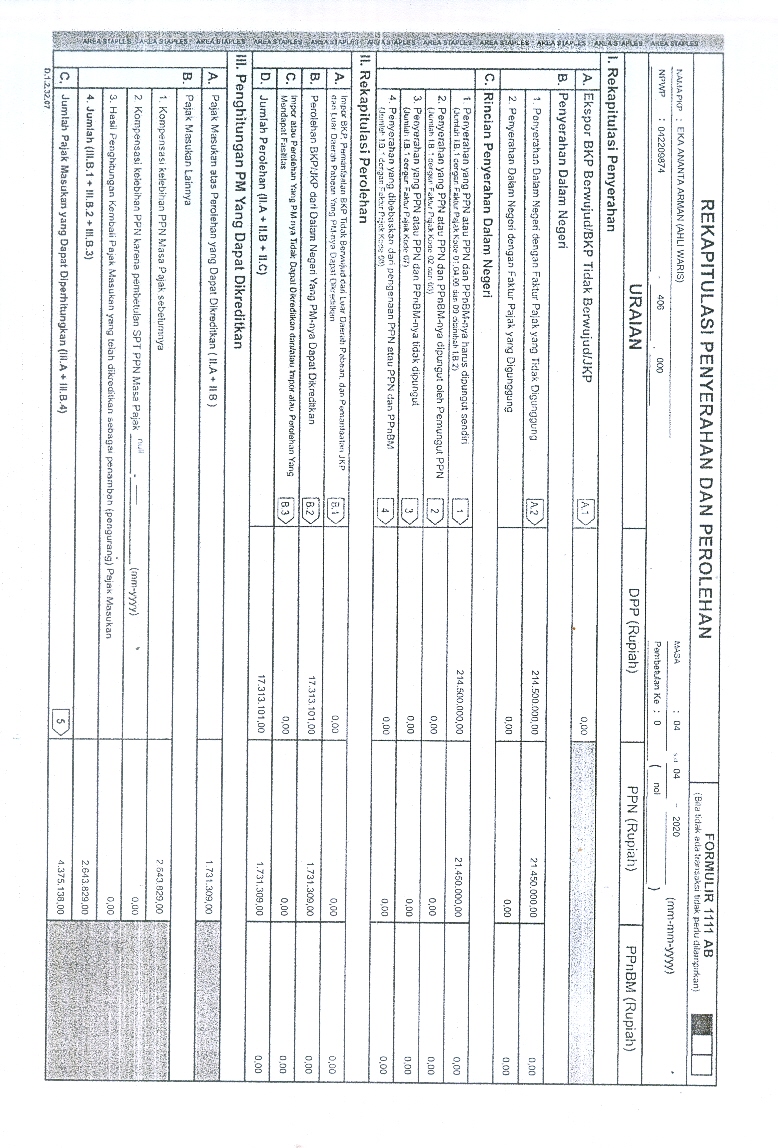 AREA STAPLES AREA STAPLES AREA STAPLES AREA STAPLES AREA STAPLES AREA STAPLES AREA STAPLES AREA STAPLES AREA STAPLES
REKAPITULASI PENYERAHAN DAN PEROLEHAN
FORMULIR 1111 AB
(Bila tidak ada transaksi tidak perlu dilampirkan)
NAMA PKP : EKA ANANTA ARMAN (AHLI WARIS)
MASA : 04 s.d 04 - 2020 (mm-mm-yyyy)
NPWP : 042209874 . 406 . 000
Pembetulan Ke : 0 ( nol )
URAIAN DPP (Rupiah) PPN (Rupiah) PPnBM (Rupiah)
I. Rekapitulasi Penyerahan
A. Ekspor BKP Berwujud/BKP Tidak Berwujud/JKP A.1 0,00
B. Penyerahan Dalam Negeri
1. Penyerahan Dalam Negeri dengan Faktur Pajak yang Tidak Digunggung A.2 214.500.000,00 21.450.000,00 0,00
2. Penyerahan Dalam Negeri dengan Faktur Pajak yang Digunggung 0,00 0,00 0,00
C. Rincian Penyerahan Dalam Negeri
1. Penyerahan yang PPN atau PPN dan PPnBM-nya harus dipungut sendiri 1 214.500.000,00 21.450.000,00 0,00
(Jumlah I.B.1 dengan Faktur Pajak Kode 01,04,06 dan 09 ditambah I.B.2)
2. Penyerahan yang PPN atau PPN dan PPnBM-nya dipungut oleh Pemungut PPN 2 0,00 0,00 0,00
(Jumlah I.B.1 dengan Faktur Pajak Kode 02 dan 03)
3. Penyerahan yang PPN atau PPN dan PPnBM-nya tidak dipungut 3 0,00 0,00 0,00
(Jumlah I.B.1 dengan Faktur Pajak Kode 07)
4. Penyerahan yang dibebaskan dari pengenaan PPN atau PPN dan PPnBM 4 0,00 0,00 0,00
(Jumlah I.B.1 dengan Faktur Pajak Kode 08)
II. Rekapitulasi Perolehan
A. Impor BKP, Pemanfaatan BKP Tidak Berwujud dari Luar Daerah Pabean, dan Pemanfaatan JKP
dari Luar Daerah Pabean Yang PM-nya Dapat Dikreditkan B.1 0,00 0,00 0,00
B. Perolehan BKP/JKP dari Dalam Negeri Yang PM-nya Dapat Dikreditkan B.2 17.313.101,00 1.731.309,00 0,00
C. Impor atau Perolehan Yang PM-nya Tidak Dapat Dikreditkan dan/atau Impor atau Perolehan Yang
Mendapat Fasilitas B.3 0,00 0,00 0,00
D. Jumlah Perolehan (II.A + II.B + II.C) 17.313.101,00 1.731.309,00 0,00
III. Penghitungan PM Yang Dapat Dikreditkan
A. Pajak Masukan atas Perolehan yang Dapat Dikreditkan ( II.A + II.B ) 1.731.309,00
B. Pajak Masukan Lainnya
1. Kompensasi kelebihan PPN Masa Pajak sebelumnya 2.643.829,00
2. Kompensasi kelebihan PPN karena pembetulan SPT PPN Masa Pajak null - (mm-yyyy) 0,00
3. Hasil Penghitungan Kembali Pajak Masukan yang telah dikreditkan sebagai penambah (pengurang) Pajak Masukan 0,00
4. Jumlah (III.B.1 + III.B.2 + III.B.3) 2.643.829,00
C. Jumlah Pajak Masukan yang Dapat Diperhitungkan (III.A + III.B.4) 5 4.375.138,00
D.1.2.32.07